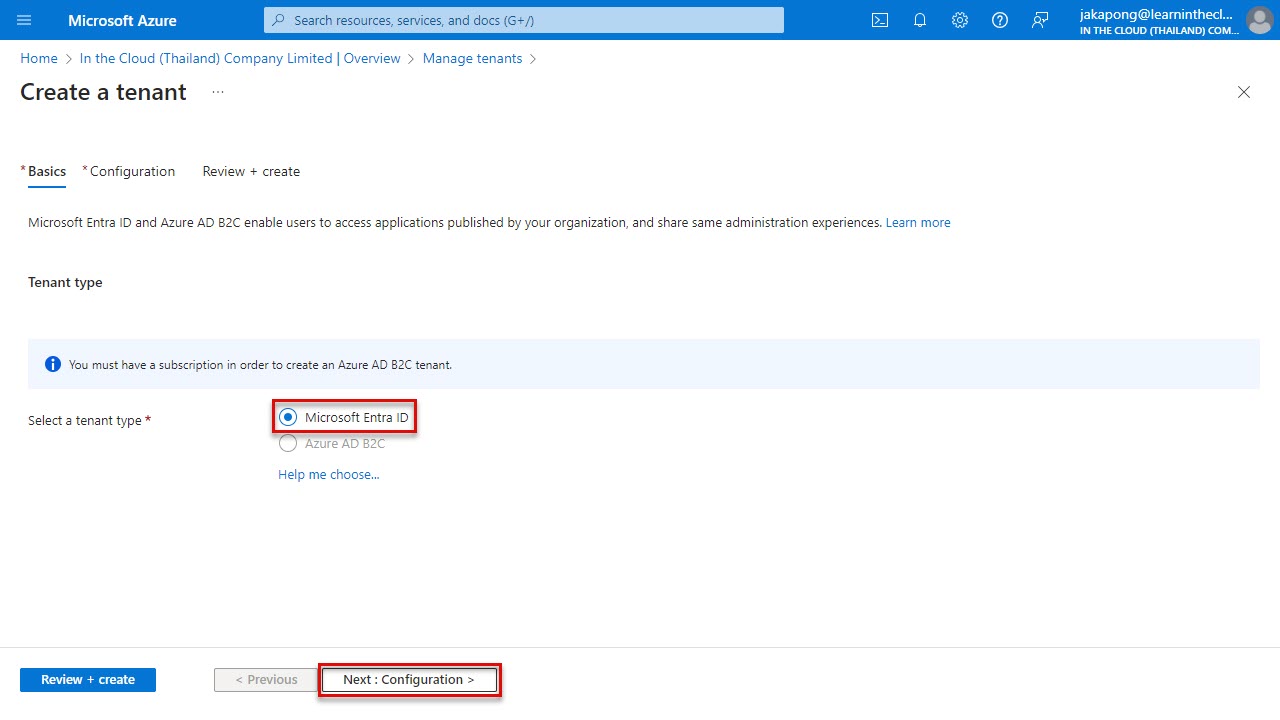 Microsoft Azure
Search resources, services, and docs (G+/)
jakapong@learninthecl...
IN THE CLOUD (THAILAND) COM...
Home > In the Cloud (Thailand) Company Limited | Overview > Manage tenants >
Create a tenant ...
* Basics * Configuration Review + create
Microsoft Entra ID and Azure AD B2C enable users to access applications published by your organization, and share same administration experiences. Learn more
Tenant type
You must have a subscription in order to create an Azure AD B2C tenant.
Select a tenant type * Microsoft Entra ID
Azure AD B2C
Help me choose...
Review + create < Previous Next : Configuration >